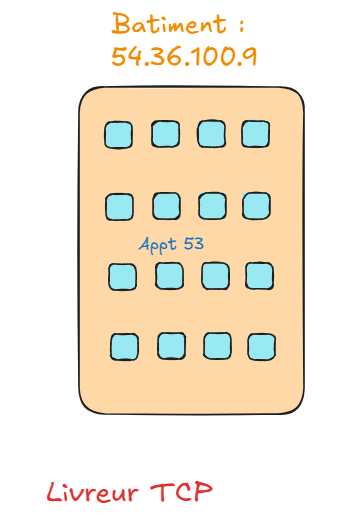 Batiment :
54.36.100.9
Appt 53
Livreur TCP